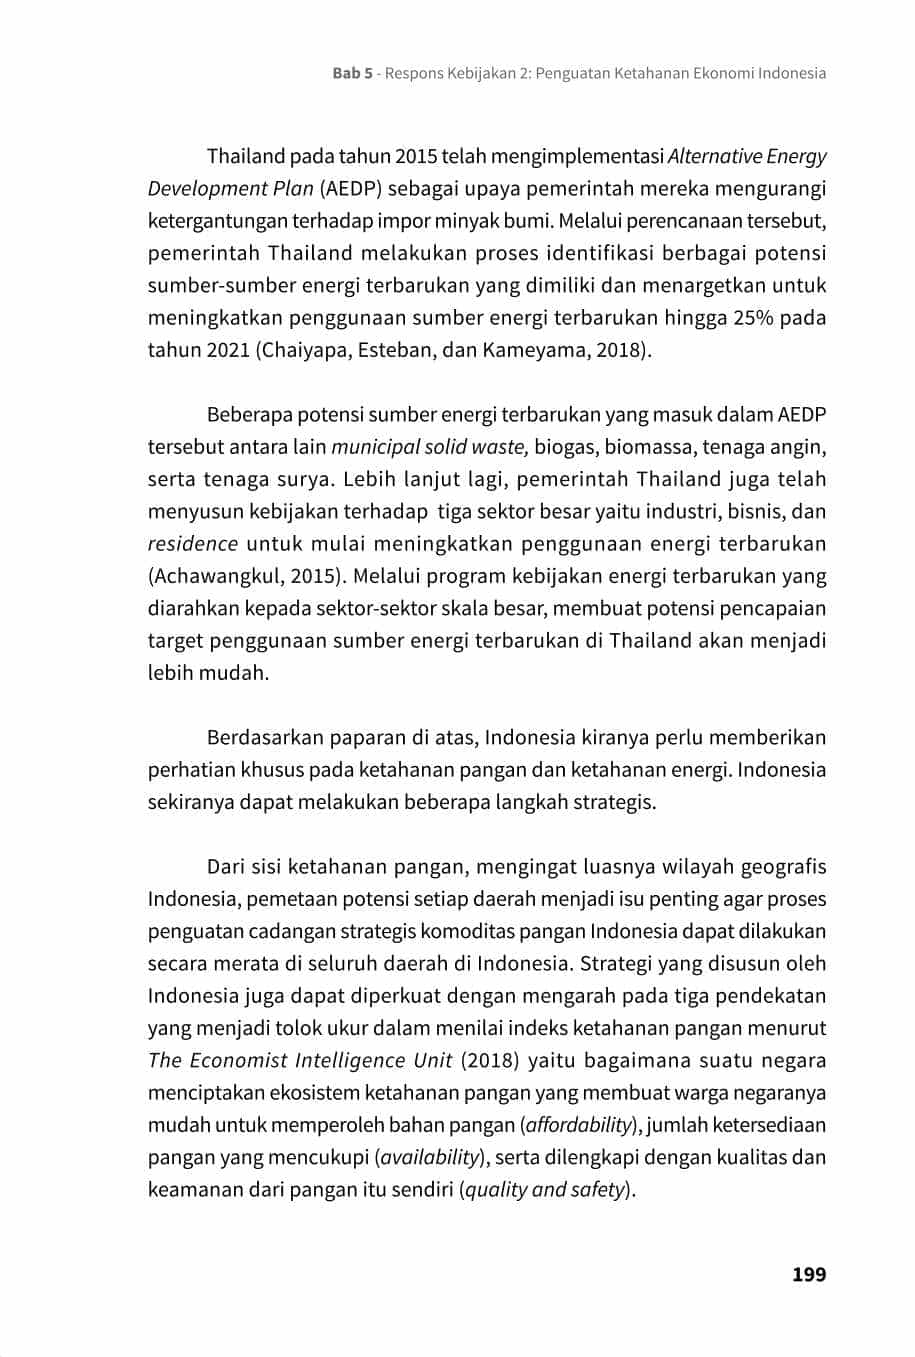 Bab 5 - Respons Kebijakan 2: Penguatan Ketahanan Ekonomi Indonesia
Thailand pada tahun 2015 telah mengimplementasi Alternative Energy
Development Plan (AEDP) sebagai upaya pemerintah mereka mengurangi
ketergantungan terhadap impor minyak bumi. Melalui perencanaan tersebut,
pemerintah Thailand melakukan proses identifikasi berbagai potensi
sumber-sumber energi terbarukan yang dimiliki dan menargetkan untuk
meningkatkan penggunaan sumber energi terbarukan hingga 25% pada
tahun 2021 (Chaiyapa, Esteban, dan Kameyama, 2018).
Beberapa potensi sumber energi terbarukan yang masuk dalam AEDP
tersebut antara lain municipal solid waste, biogas, biomassa, tenaga angin,
serta tenaga surya. Lebih lanjut lagi, pemerintah Thailand juga telah
menyusun kebijakan terhadap tiga sektor besar yaitu industri, bisnis, dan
residence untuk mulai meningkatkan penggunaan energi terbarukan
(Achawangkul, 2015). Melalui program kebijakan energi terbarukan yang
diarahkan kepada sektor-sektor skala besar, membuat potensi pencapaian
target penggunaan sumber energi terbarukan di Thailand akan menjadi
lebih mudah.
Berdasarkan paparan di atas, Indonesia kiranya perlu memberikan
perhatian khusus pada ketahanan pangan dan ketahanan energi. Indonesia
sekiranya dapat melakukan beberapa langkah strategis.
Dari sisi ketahanan pangan, mengingat luasnya wilayah geografis
Indonesia, pemetaan potensi setiap daerah menjadi isu penting agar proses
penguatan cadangan strategis komoditas pangan Indonesia dapat dilakukan
secara merata di seluruh daerah di Indonesia. Strategi yang disusun oleh
Indonesia juga dapat diperkuat dengan mengarah pada tiga pendekatan
yang menjadi tolok ukur dalam menilai indeks ketahanan pangan menurut
The Economist Intelligence Unit (2018) yaitu bagaimana suatu negara
menciptakan ekosistem ketahanan pangan yang membuat warga negaranya
mudah untuk memperoleh bahan pangan (affordability), jumlah ketersediaan
pangan yang mencukupi (availability), serta dilengkapi dengan kualitas dan
keamanan dari pangan itu sendiri (quality and safety).
199